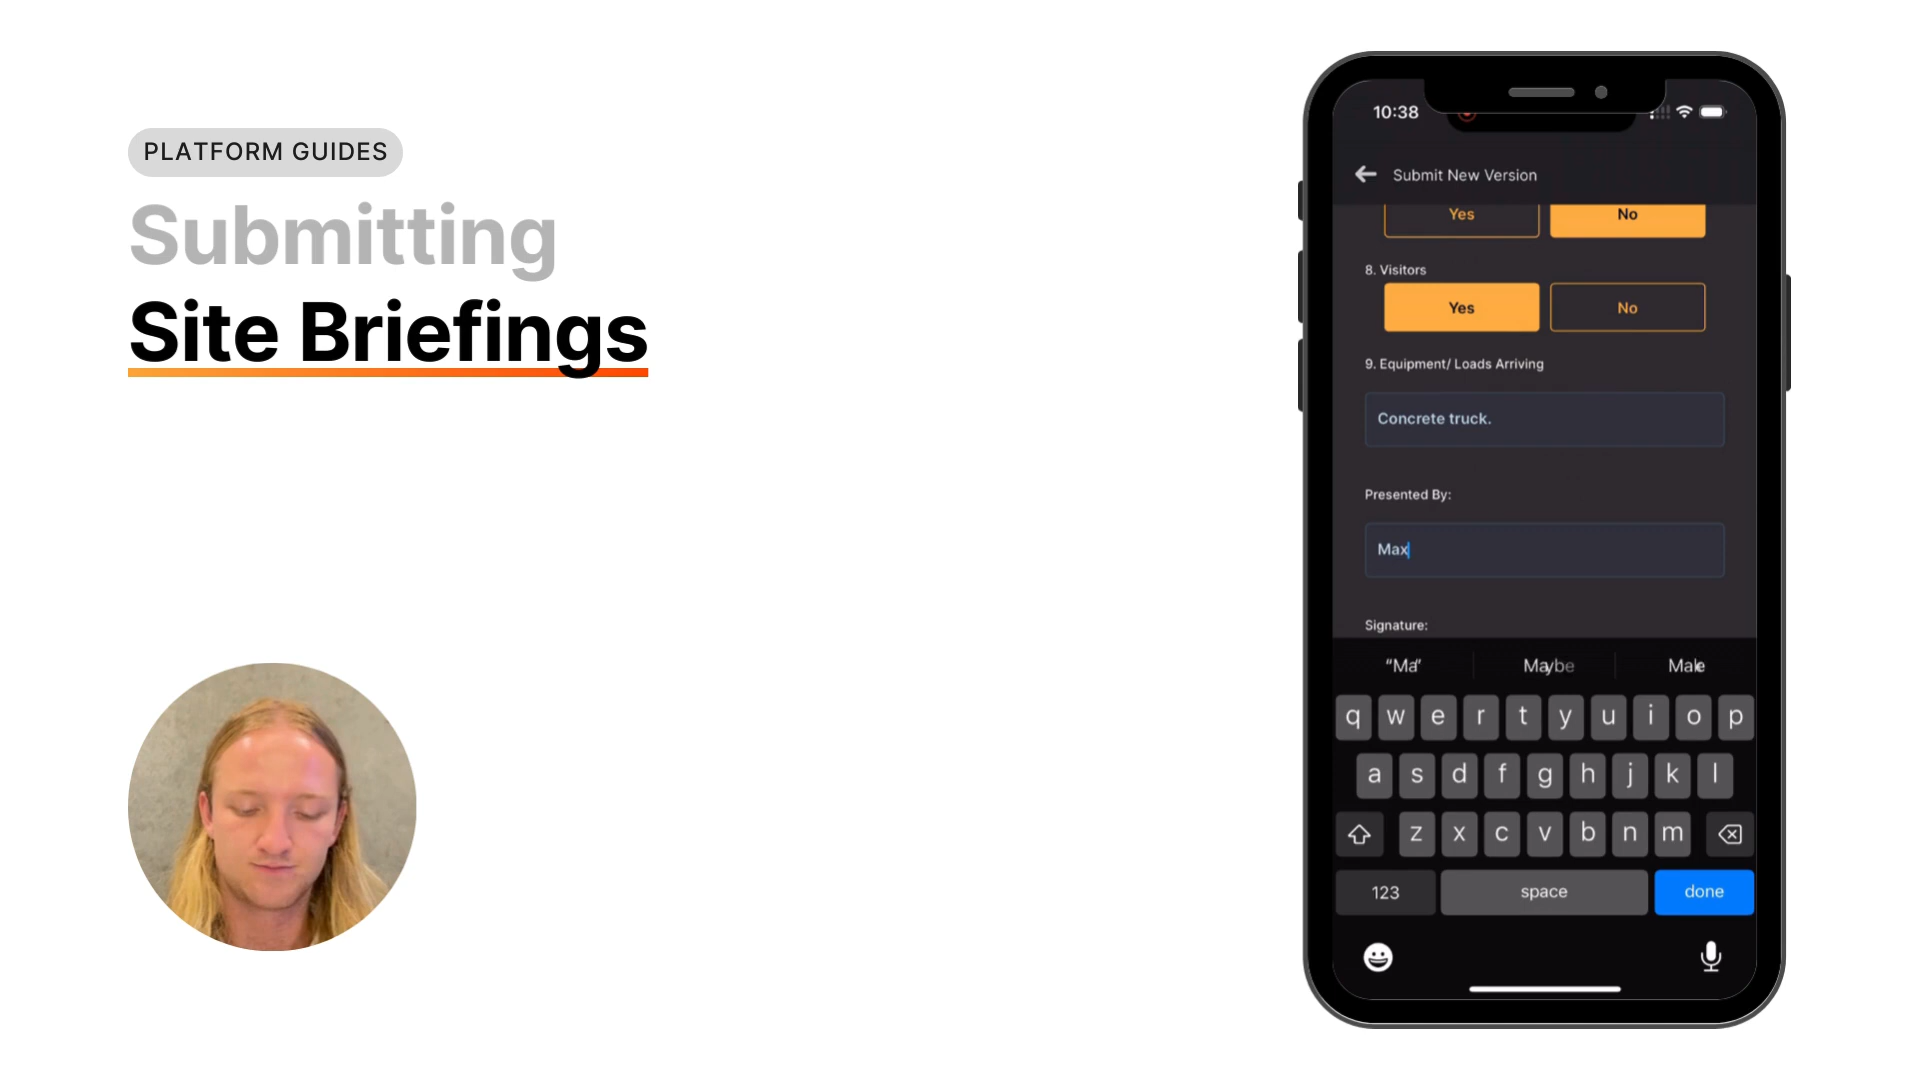 PLATFORM GUIDES
Submitting
Site Briefings
10:38
Submit New Version
Yes No
8. Visitors
Yes No
9. Equipment/ Loads Arriving
Concrete truck.
Presented By:
Max
Signature:
“Ma” Maybe Make
q w e r t y u i o p
a s d f g h j k l
z x c v b n m
123 space done